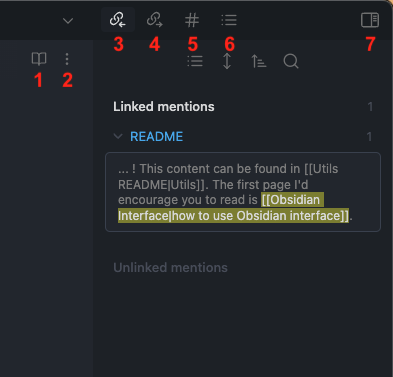 3 4 5 6 7
1 2
Linked mentions 1
README 1
... ! This content can be found in [[Utils
README|Utils]]. The first page I'd
encourage you to read is [[Obsidian
Interface|how to use Obsidian interface]].
Unlinked mentions